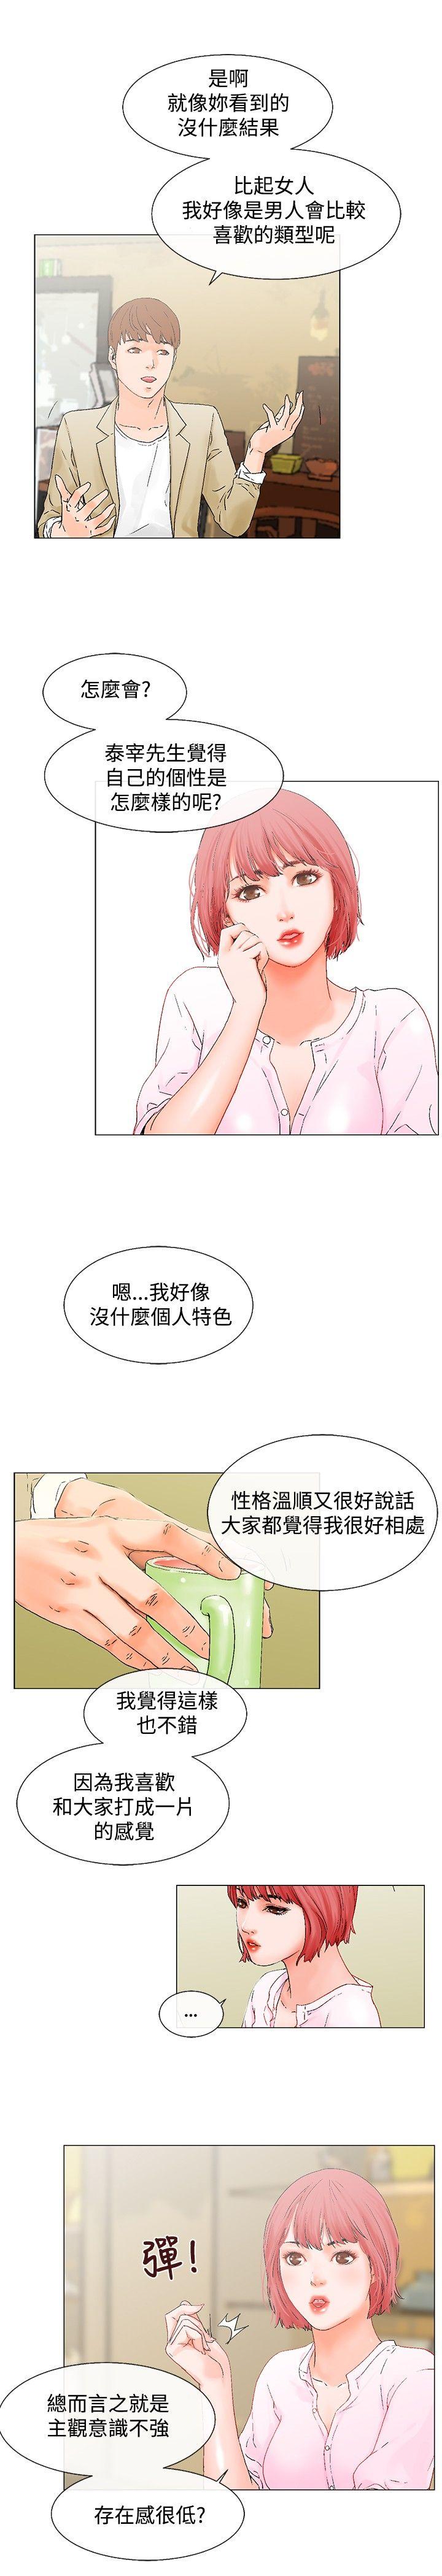 是啊
就像妳看到的
沒什麼結果
比起女人
我好像是男人會比較
喜歡的類型呢
怎麼會?
泰宰先生覺得
自己的個性是
怎麼樣的呢?
嗯...我好像
沒什麼個人特色
性格溫順又很好說話
大家都覺得我很好相處
我覺得這樣
也不錯
因為我喜歡
和大家打成一片
的感覺
...
彈!
總而言之就是
主觀意識不強
存在感很低?